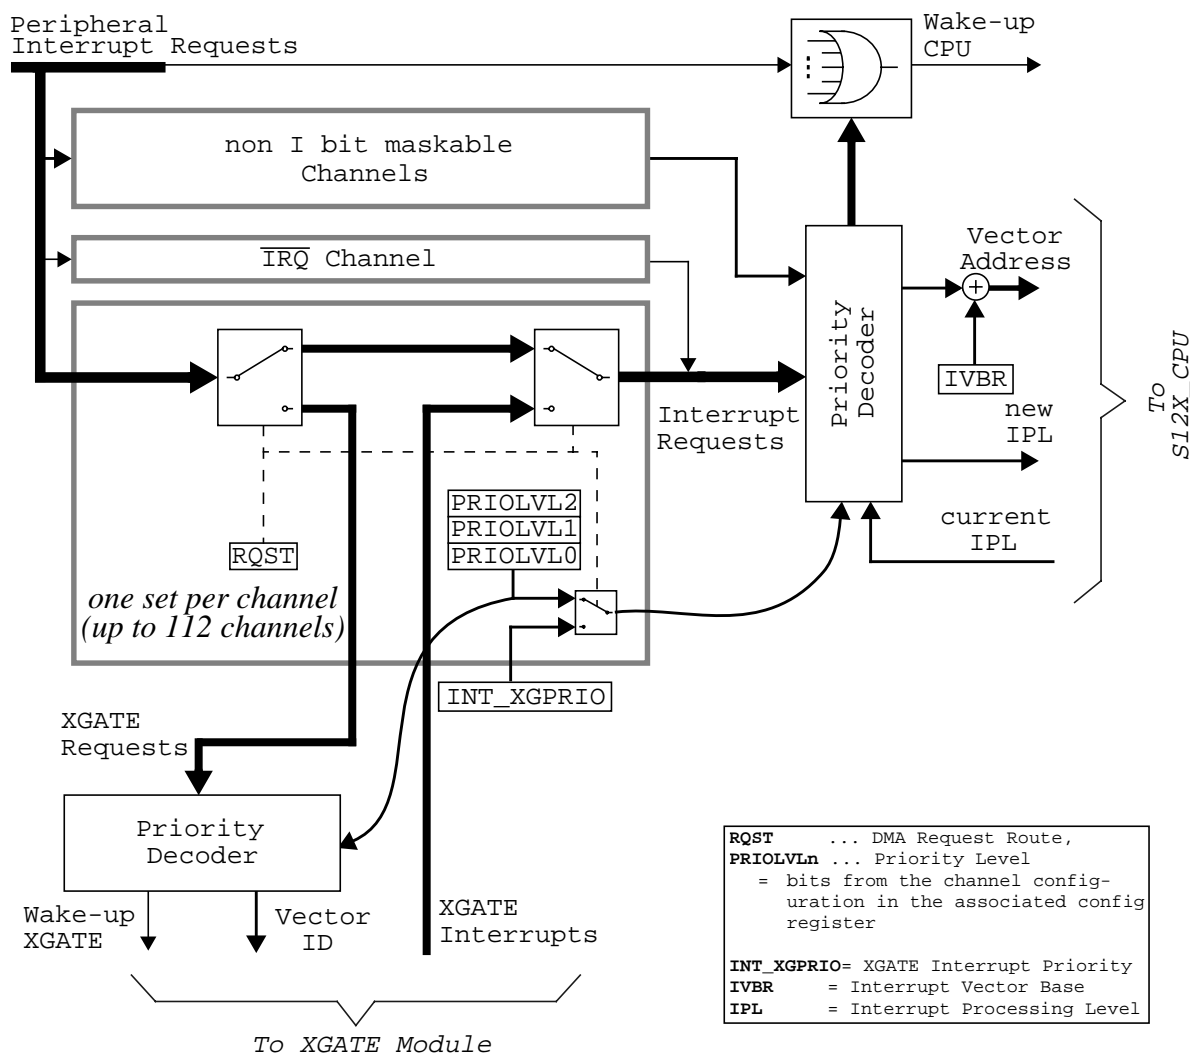 Peripheral
Interrupt Requests
Wake-up
CPU
non I bit maskable
Channels
IRQ Channel
Vector
Address
+
Priority
Decoder
IVBR
To
S12X CPU
Interrupt
Requests
new
IPL
PRIOLVL2
PRIOLVL1
PRIOLVL0
current
IPL
RQST
one set per channel
(up to 112 channels)
INT_XGPRIO
XGATE
Requests
Priority
Decoder
Wake-up
XGATE
Vector
ID
XGATE
Interrupts
To XGATE Module
RQST ... DMA Request Route,
PRIOLVLn ... Priority Level
= bits from the channel config-
uration in the associated config
register
INT_XGPRIO= XGATE Interrupt Priority
IVBR = Interrupt Vector Base
IPL = Interrupt Processing Level